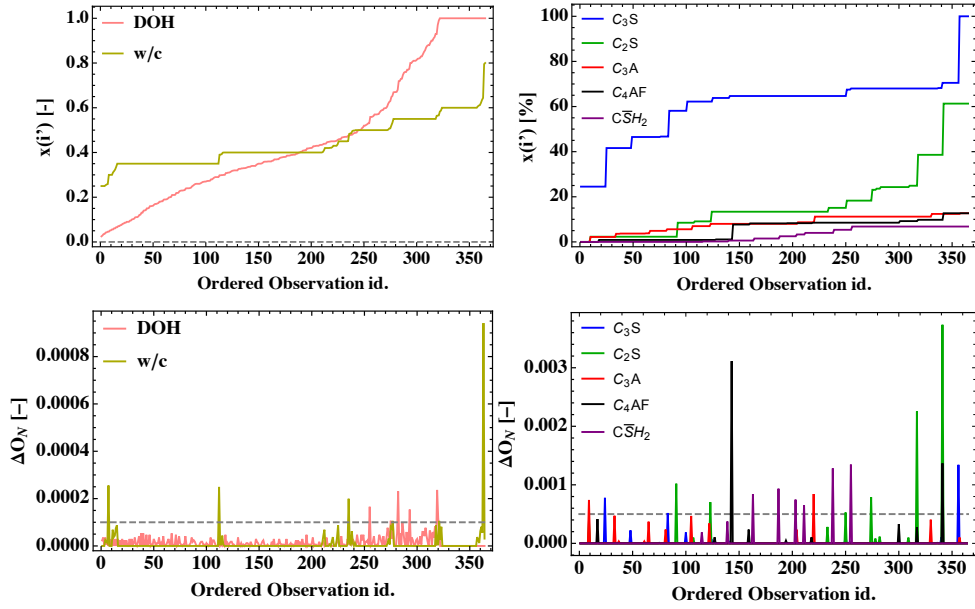 DOH
w/c
x(i') [-]
1.0
0.8
0.6
0.4
0.2
0.0
0 50 100 150 200 250 300 350
Ordered Observation id.
C₃S
C₂S
C₃A
C₄AF
CS̅H₂
x(i') [%]
100
80
60
40
20
0
0 50 100 150 200 250 300 350
Ordered Observation id.
DOH
w/c
ΔO_N [−]
0.0008
0.0006
0.0004
0.0002
0.0000
0 50 100 150 200 250 300 350
Ordered Observation id.
C₃S
C₂S
C₃A
C₄AF
CS̅H₂
ΔO_N [−]
0.003
0.002
0.001
0.000
0 50 100 150 200 250 300 350
Ordered Observation id.